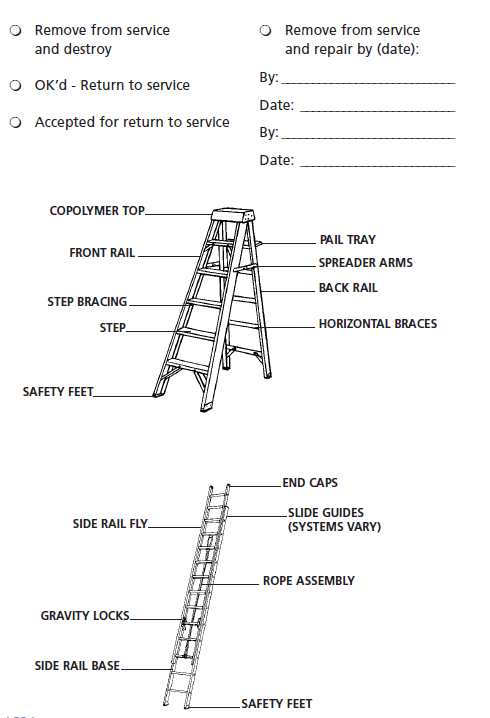 Remove from service
and destroy
OK'd - Return to service
Accepted for return to service
Remove from service
and repair by (date):
By:
Date:
By:
Date:
COPOLYMER TOP
FRONT RAIL
STEP BRACING
STEP
SAFETY FEET
PAIL TRAY
SPREADER ARMS
BACK RAIL
HORIZONTAL BRACES
END CAPS
SLIDE GUIDES
(SYSTEMS VARY)
SIDE RAIL FLY
ROPE ASSEMBLY
GRAVITY LOCKS
SIDE RAIL BASE
SAFETY FEET